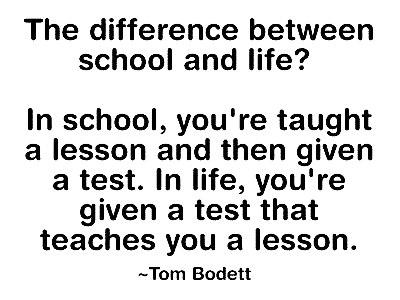 The difference between
school and life?
In school, you're taught
a lesson and then given
a test. In life, you're
given a test that
teaches you a lesson.
~Tom Bodett